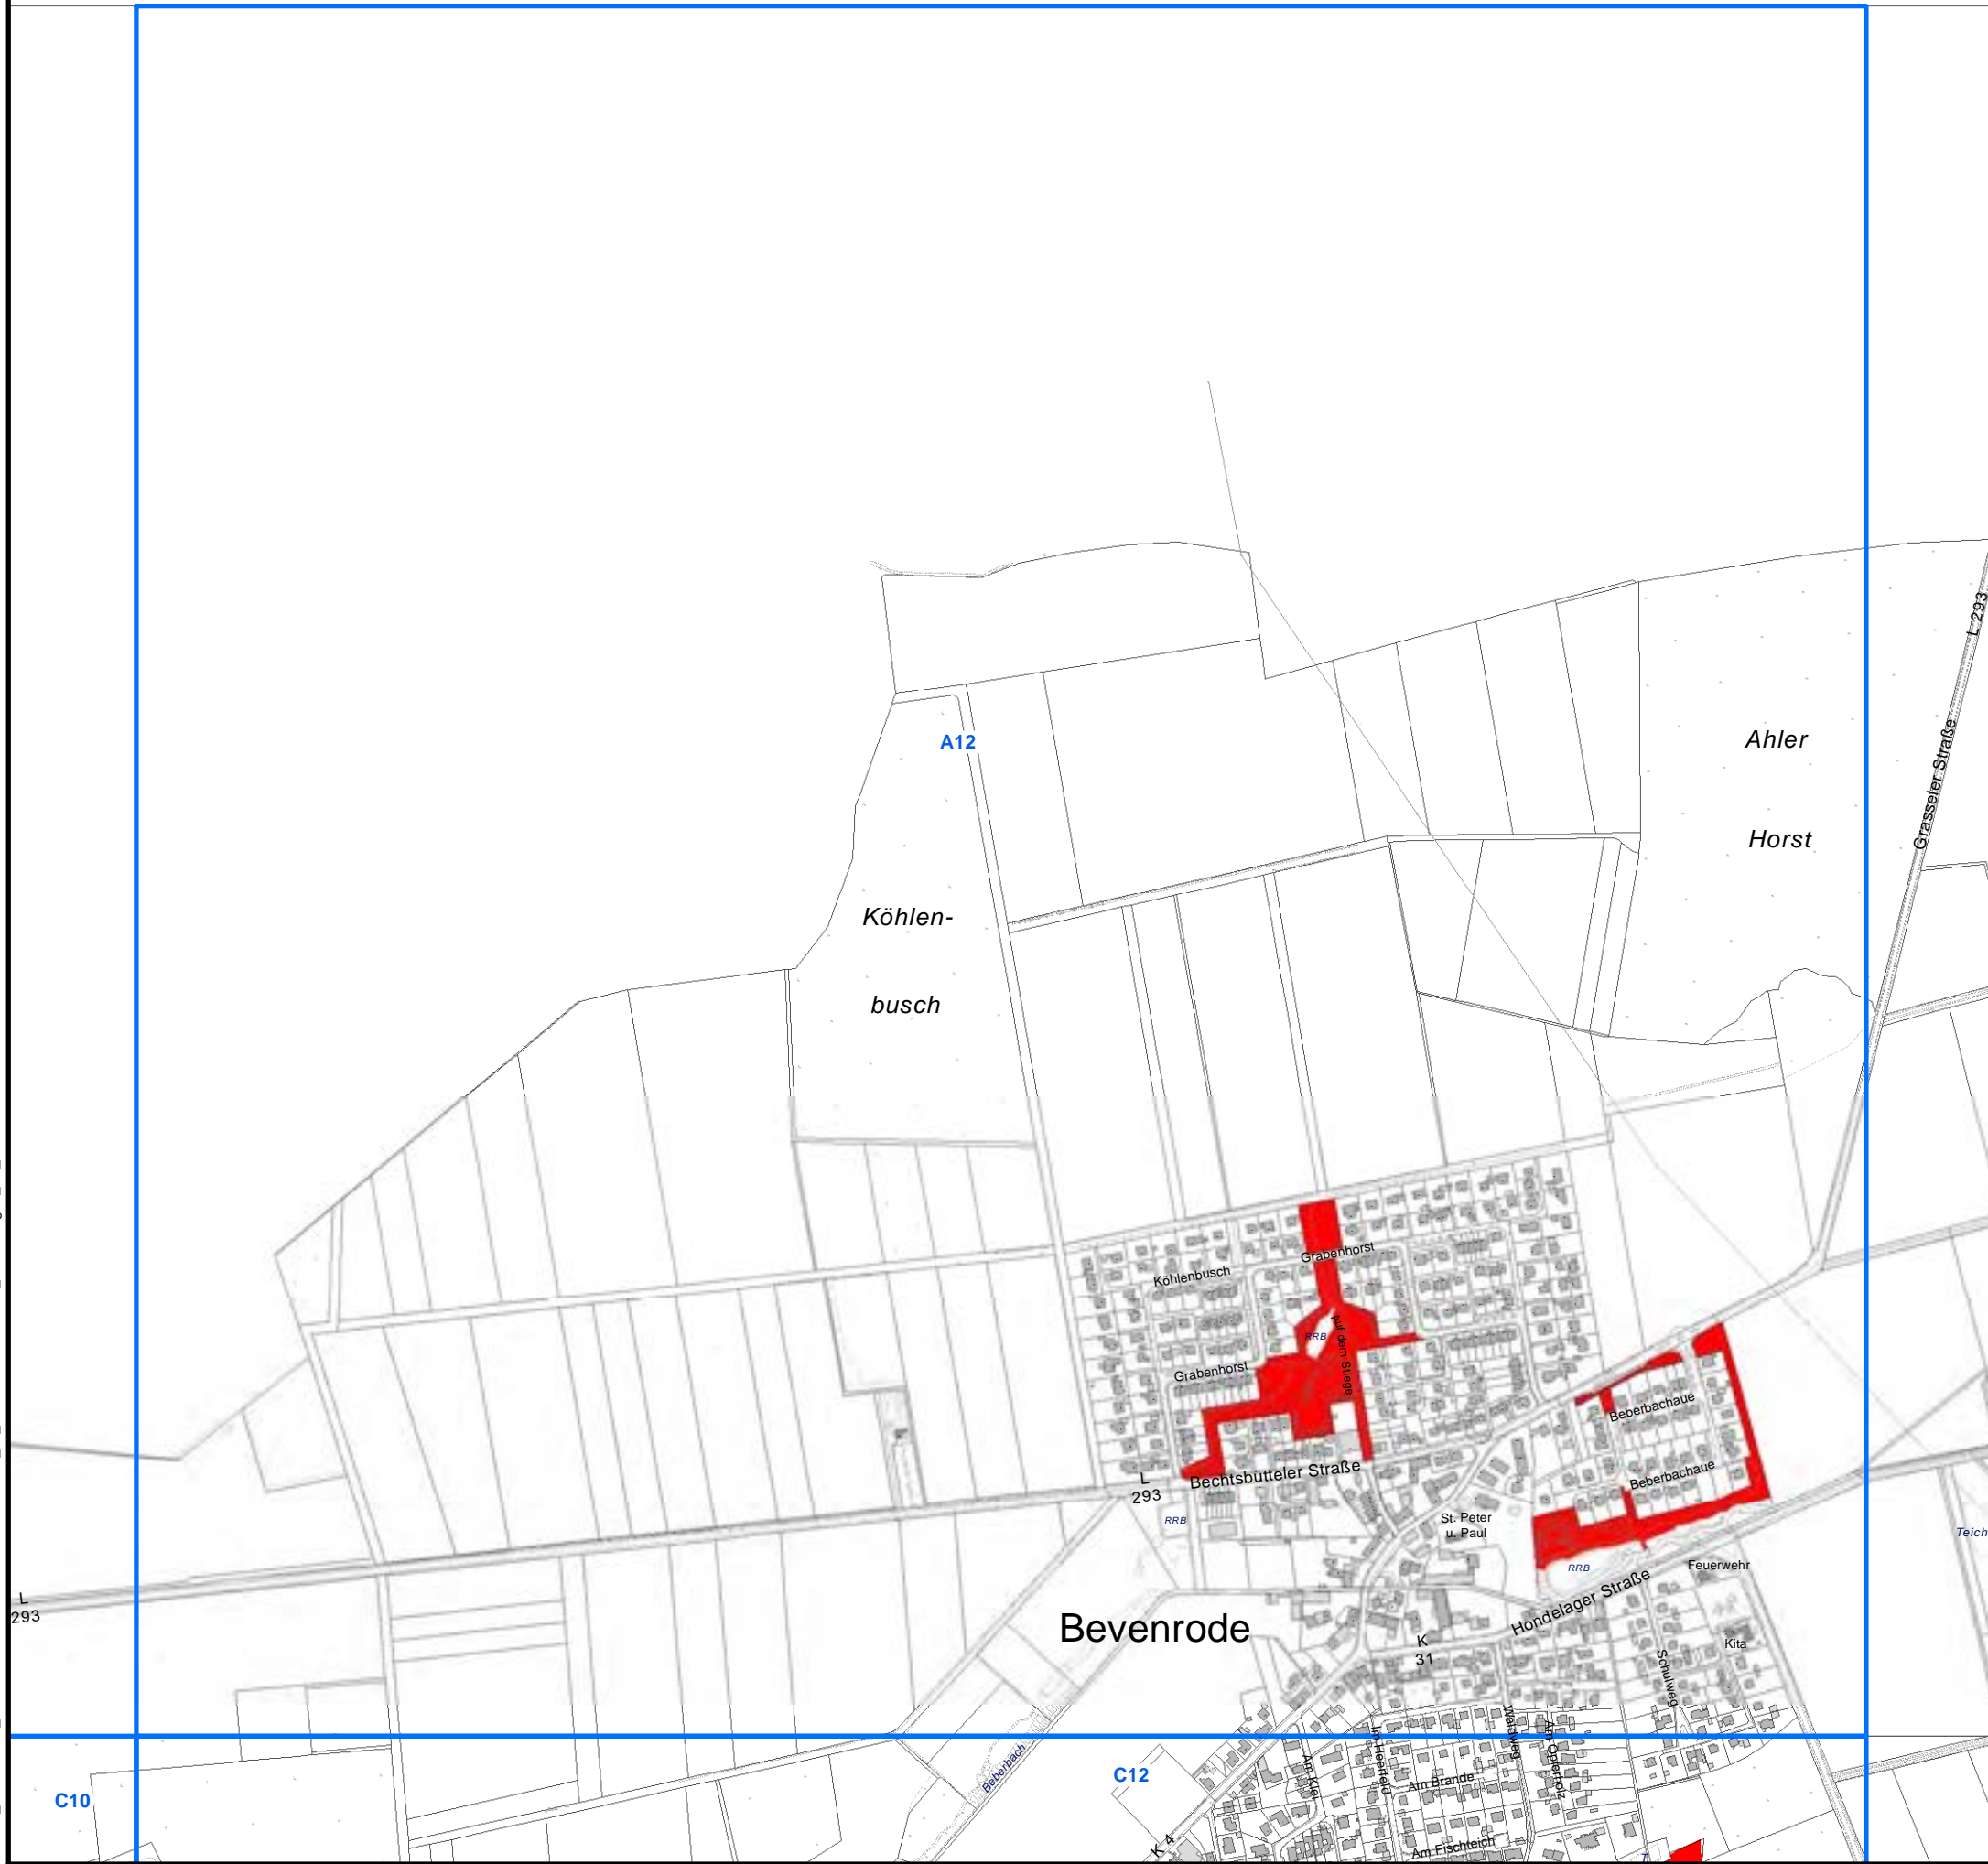 L 293
Grasseler Straße
A12
Ahler
Horst
Köhlen-
busch
Grabenhorst
Köhlenbusch
RRB
Auf dem Stiege
Grabenhorst
Beberbachaue
Beberbachaue
Bechtsbütteler Straße
L
293
RRB
St. Peter
u. Paul
Teich
RRB
Feuerwehr
Hondelager Straße
L
293
Bevenrode
K
31
Kita
Schulweg
Beberbach
C12
C10
Am Klei
Im Heerfeld
Waldweg
Am Opferholz
Am Brande
K 4
Am Fischteich